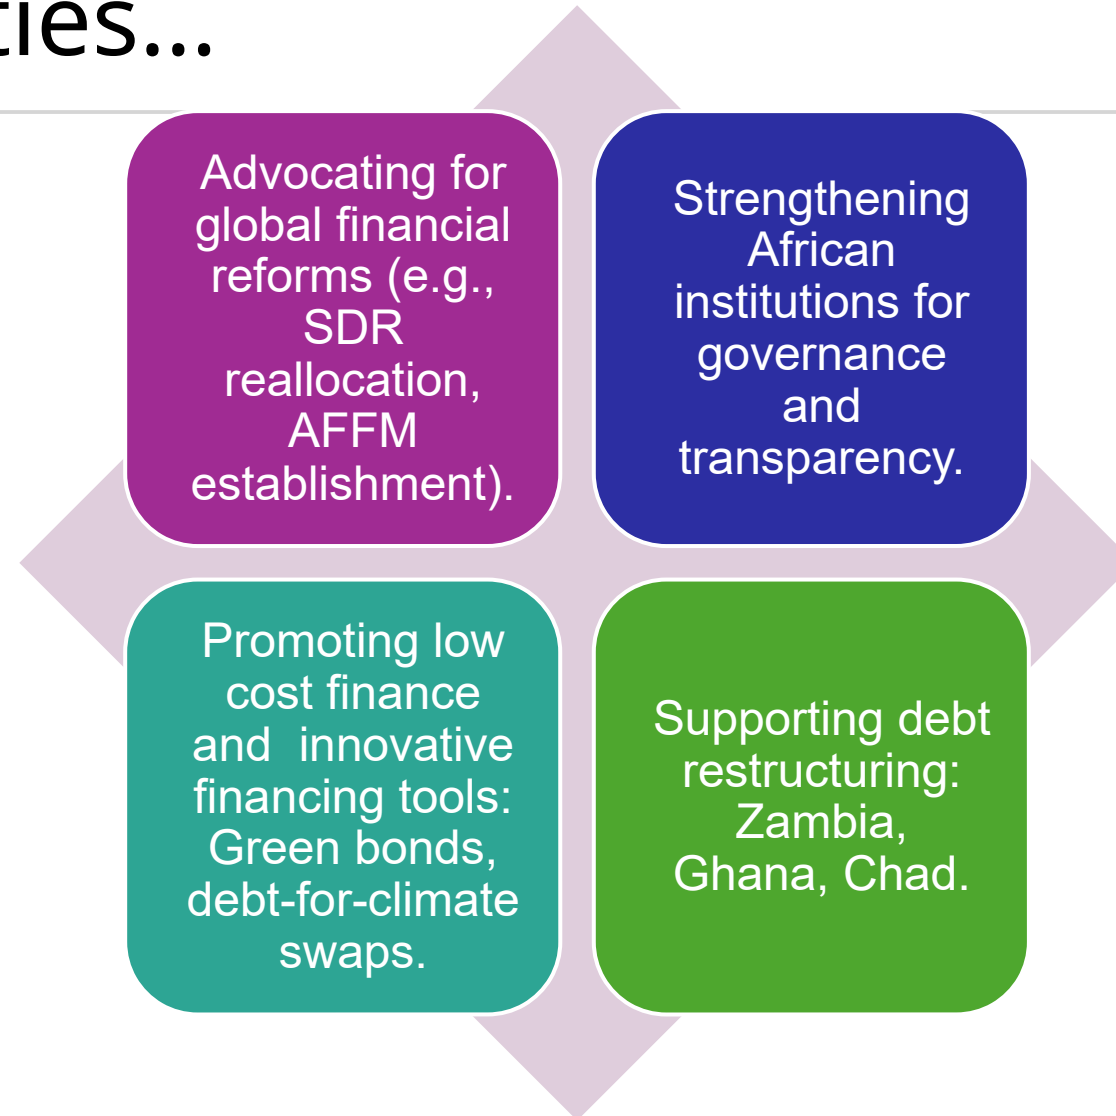 ties...
Advocating for
global financial
reforms (e.g.,
SDR
reallocation,
AFFM
establishment).
Strengthening
African
institutions for
governance
and
transparency.
Promoting low
cost finance
and  innovative
financing tools:
Green bonds,
debt-for-climate
swaps.
Supporting debt
restructuring:
Zambia,
Ghana, Chad.